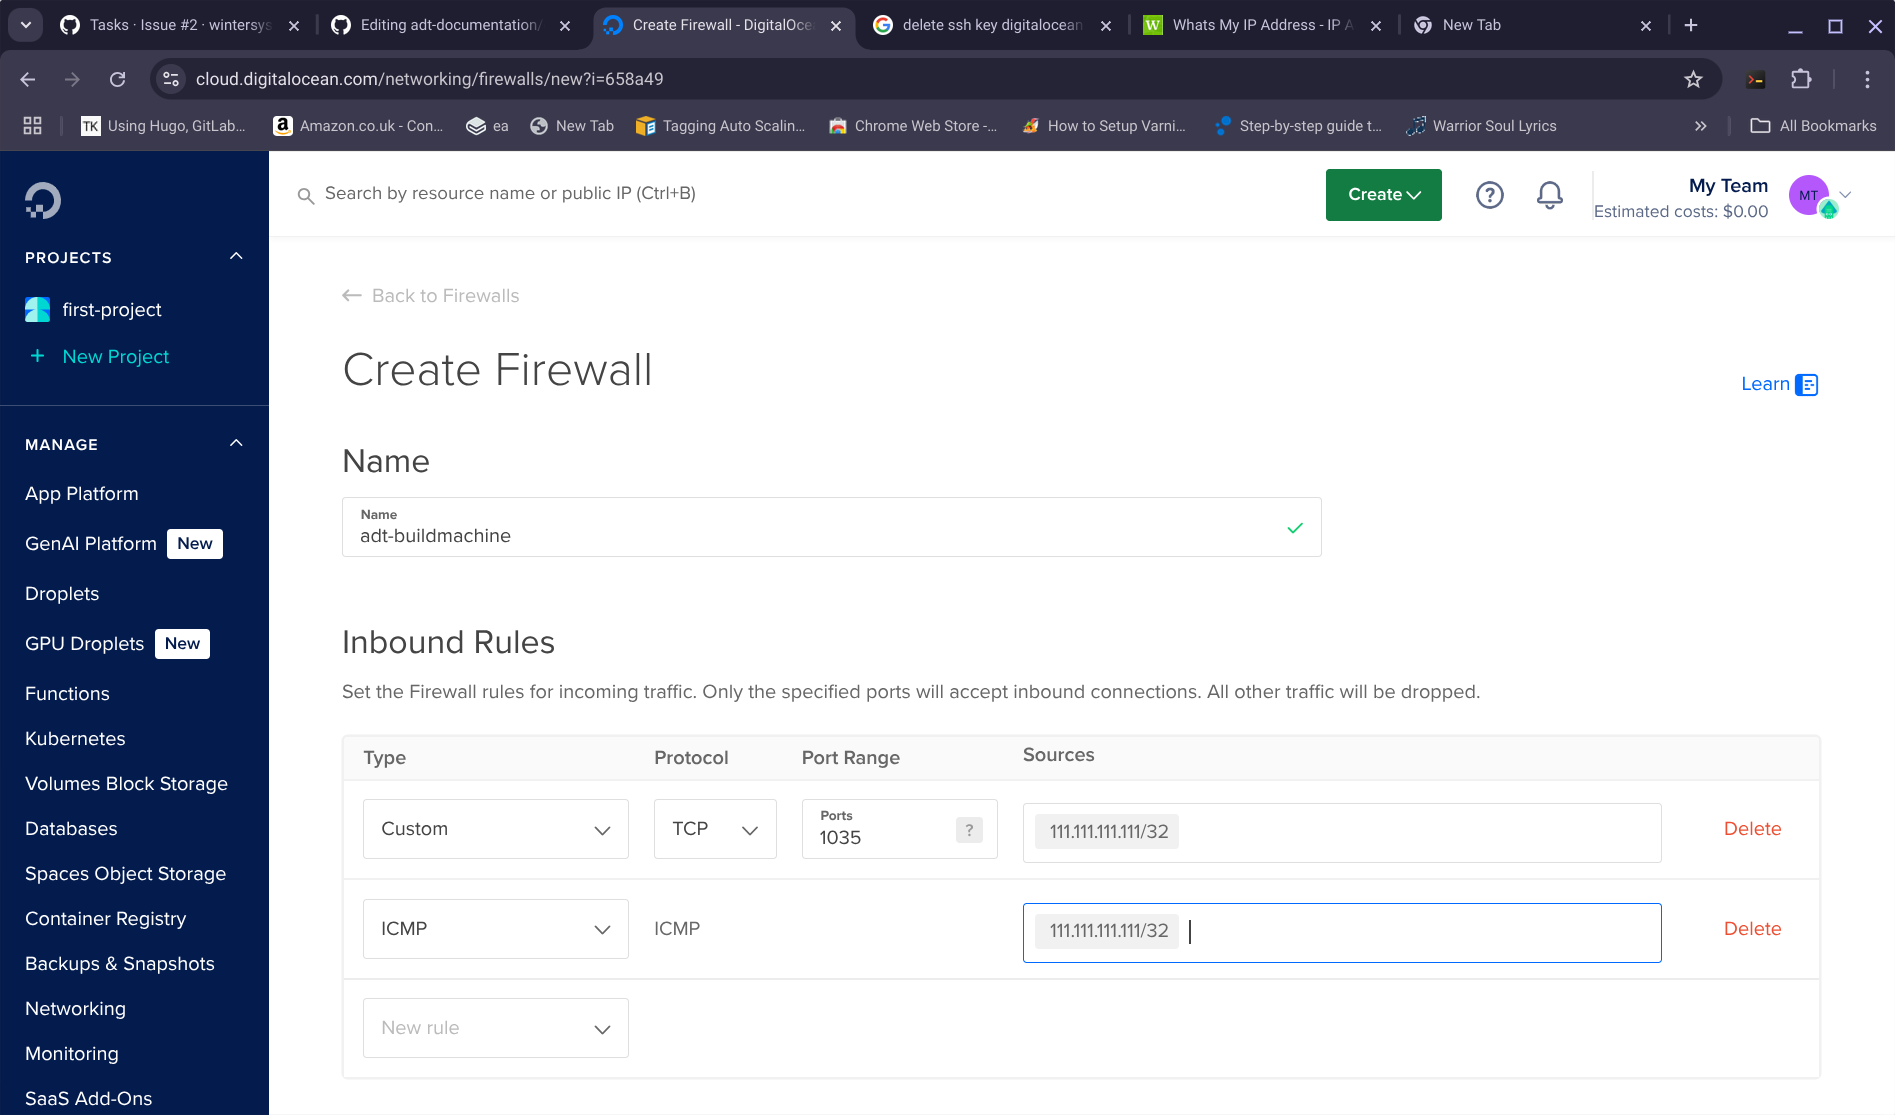 Tasks · Issue #2 · wintersys
Editing adt-documentation/
Create Firewall - DigitalOcea
delete ssh key digitalocean
Whats My IP Address - IP A
New Tab
cloud.digitalocean.com/networking/firewalls/new?i=658a49
TK Using Hugo, GitLab...
Amazon.co.uk - Con...
ea
New Tab
Tagging Auto Scalin...
Chrome Web Store -...
How to Setup Varni...
Step-by-step guide t...
Warrior Soul Lyrics
All Bookmarks
Search by resource name or public IP (Ctrl+B)
Create
My Team
Estimated costs: $0.00
MT
PROJECTS
first-project
+ New Project
MANAGE
App Platform
GenAI Platform New
Droplets
GPU Droplets New
Functions
Kubernetes
Volumes Block Storage
Databases
Spaces Object Storage
Container Registry
Backups & Snapshots
Networking
Monitoring
SaaS Add-Ons
← Back to Firewalls
Create Firewall
Learn
Name
Name
adt-buildmachine
Inbound Rules
Set the Firewall rules for incoming traffic. Only the specified ports will accept inbound connections. All other traffic will be dropped.
Type Protocol Port Range Sources
Custom TCP Ports 1035 ? 111.111.111.111/32 Delete
ICMP ICMP 111.111.111.111/32 Delete
New rule